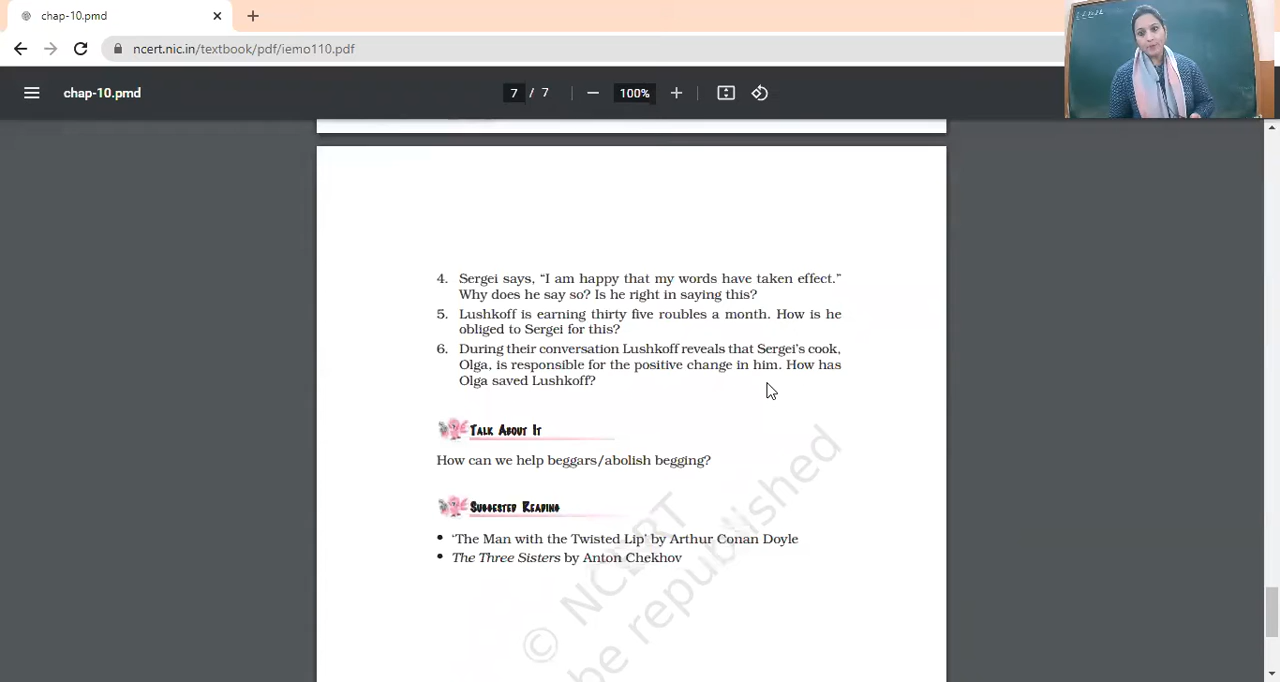 chap-10.pmd
ncert.nic.in/textbook/pdf/iemo110.pdf
chap-10.pmd
7 / 7
100%
4. Sergei says, “I am happy that my words have taken effect.”
Why does he say so? Is he right in saying this?
5. Lushkoff is earning thirty five roubles a month. How is he
obliged to Sergei for this?
6. During their conversation Lushkoff reveals that Sergei’s cook,
Olga, is responsible for the positive change in him. How has
Olga saved Lushkoff?
Talk About It
How can we help beggars/abolish begging?
Suggested Reading
• ‘The Man with the Twisted Lip’ by Arthur Conan Doyle
• The Three Sisters by Anton Chekhov
© NCERT
be republished